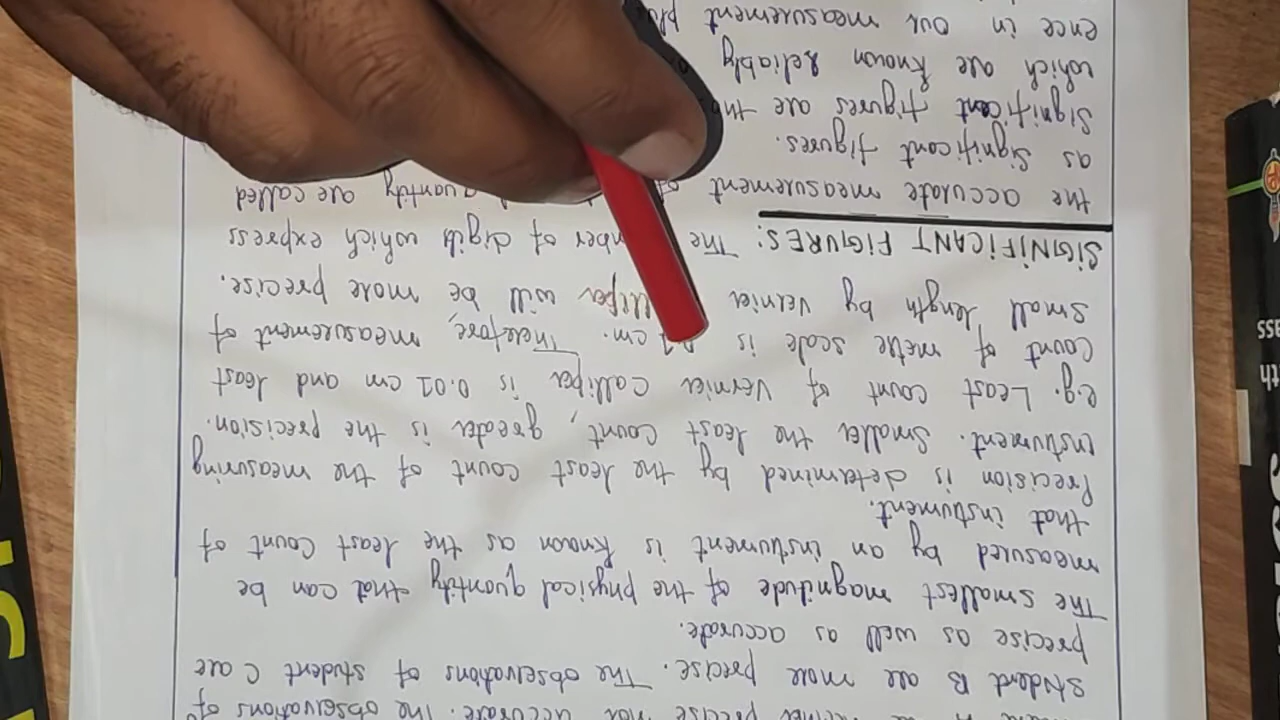 precise nor accurate. The observations of
student B are more precise. The observations of student C are
precise as well as accurate.
The smallest magnitude of the physical quantity that can be
measured by an instrument is known as the least count of
that instrument.
Precision is determined by the least count of the measuring
instrument. Smaller the least count, greater is the precision.
e.g. Least count of Vernier Calliper is 0.01 cm and least
count of metre scale is cm. Therefore, measurement of
small length by vernier will be more precise.
SIGNIFICANT FIGURES: The of digits which express
the accurate measurement quantity are called
as significant figures.
Significant figures are
which are known reliably
ence in our measurement